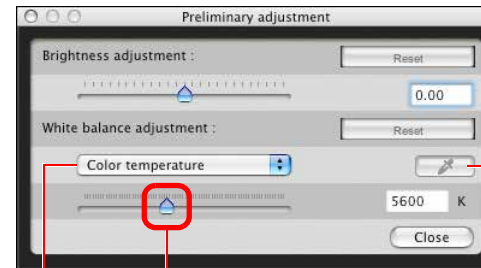 Preliminary adjustment
Brightness adjustment : Reset
0.00
White balance adjustment : Reset
Color temperature
5600 K
Close